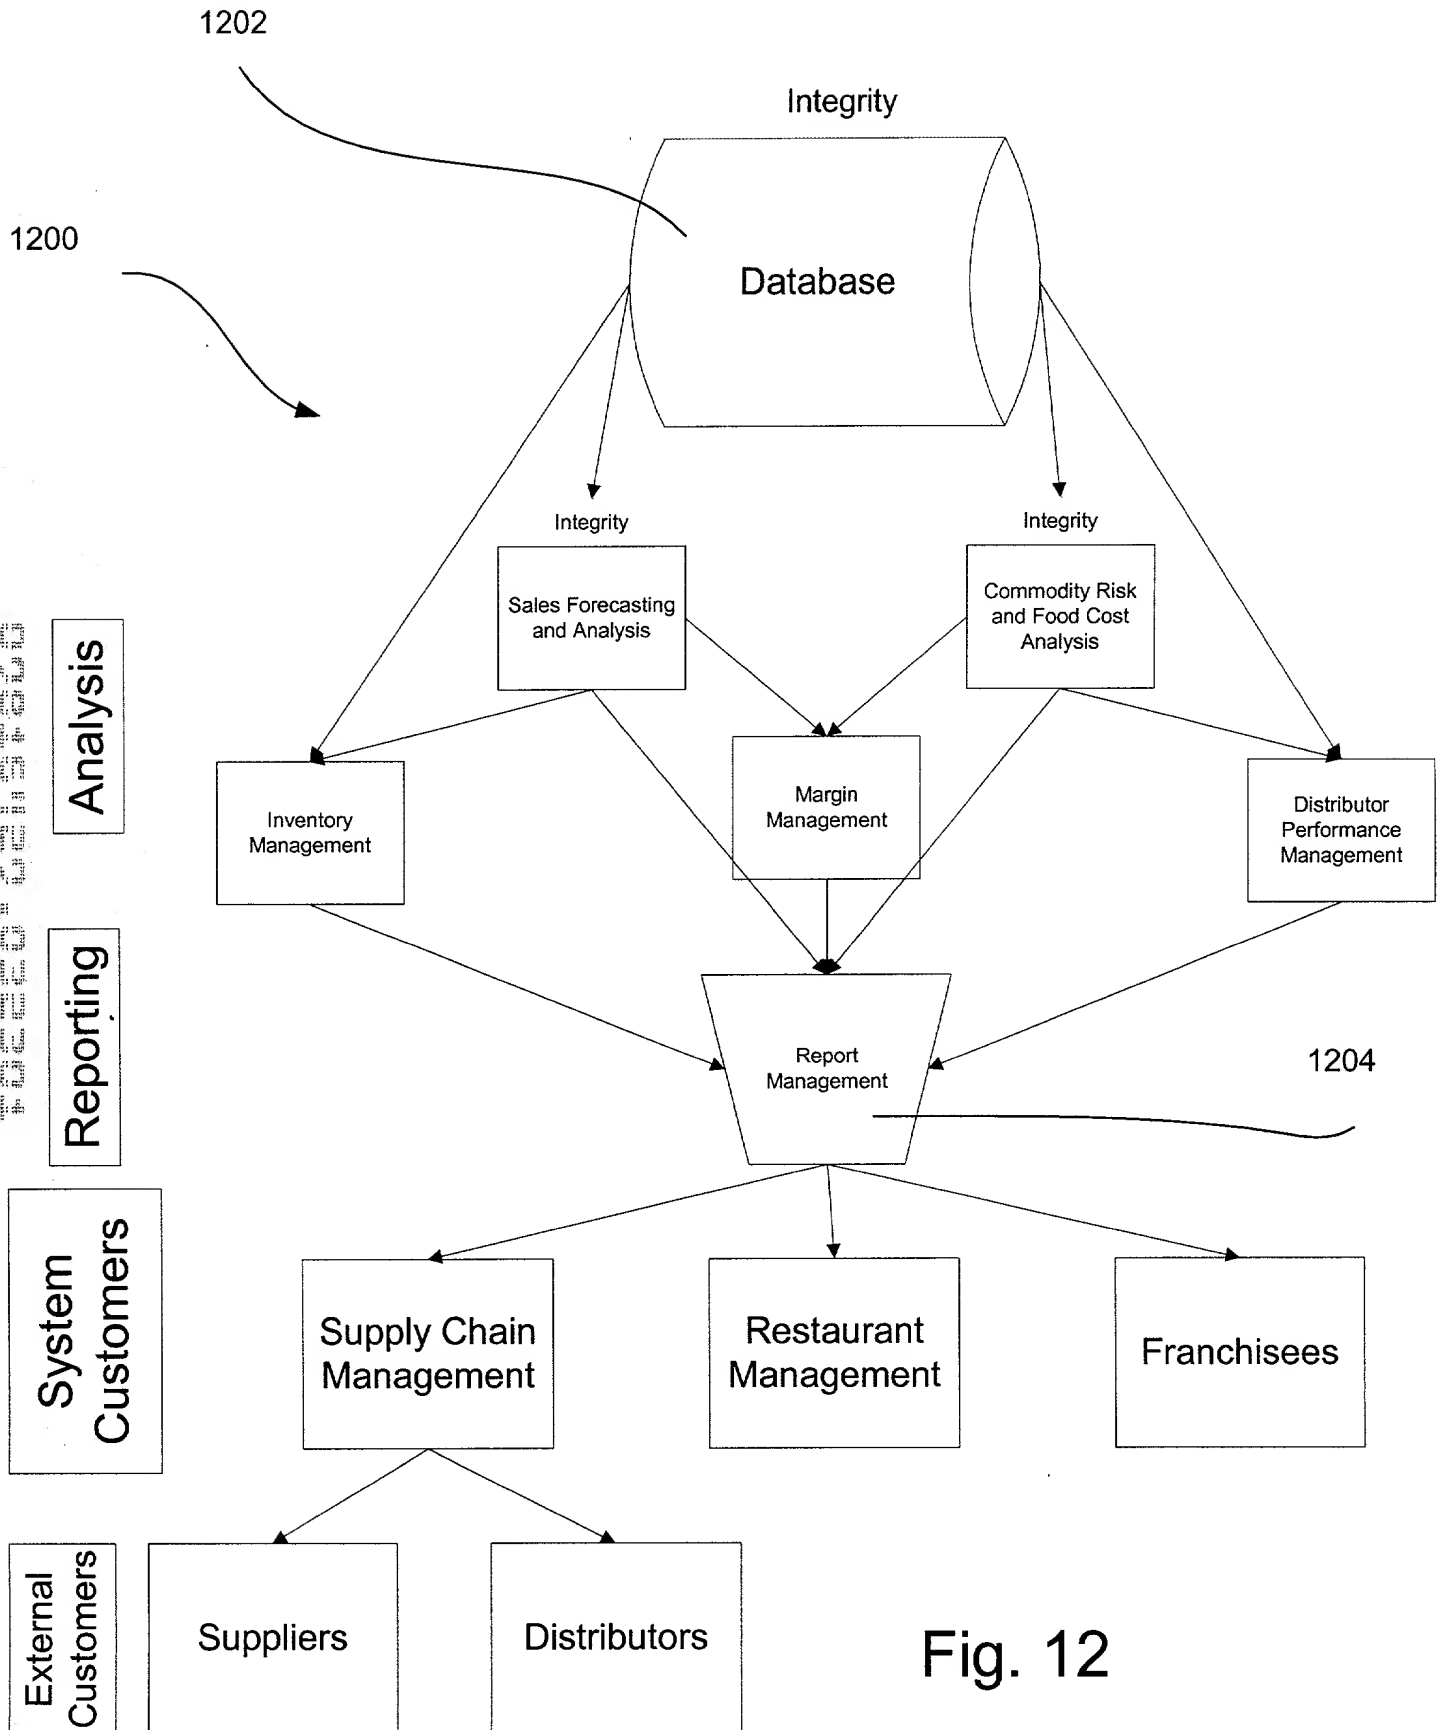 1202
Integrity
1200
Database
Integrity
Integrity
Sales Forecasting
and Analysis
Commodity Risk
and Food Cost
Analysis
Analysis
Inventory
Management
Margin
Management
Distributor
Performance
Management
Reporting
Report
Management
1204
System
Customers
Supply Chain
Management
Restaurant
Management
Franchisees
External
Customers
Suppliers
Distributors
Fig. 12